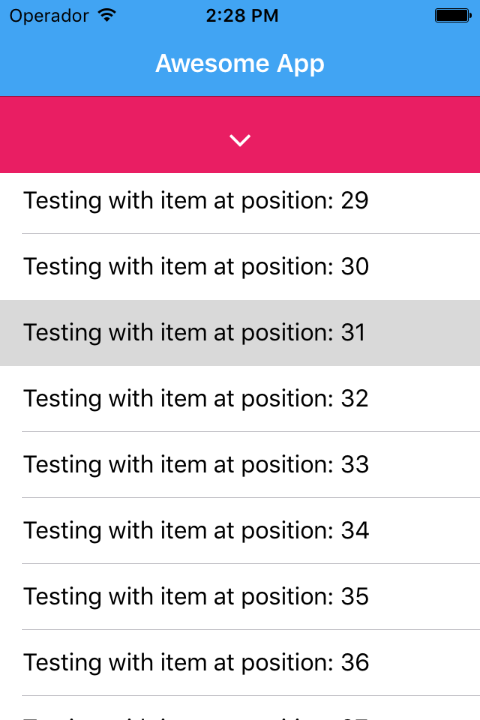 Operador 2:28 PM
Awesome App
Testing with item at position: 29
Testing with item at position: 30
Testing with item at position: 31
Testing with item at position: 32
Testing with item at position: 33
Testing with item at position: 34
Testing with item at position: 35
Testing with item at position: 36